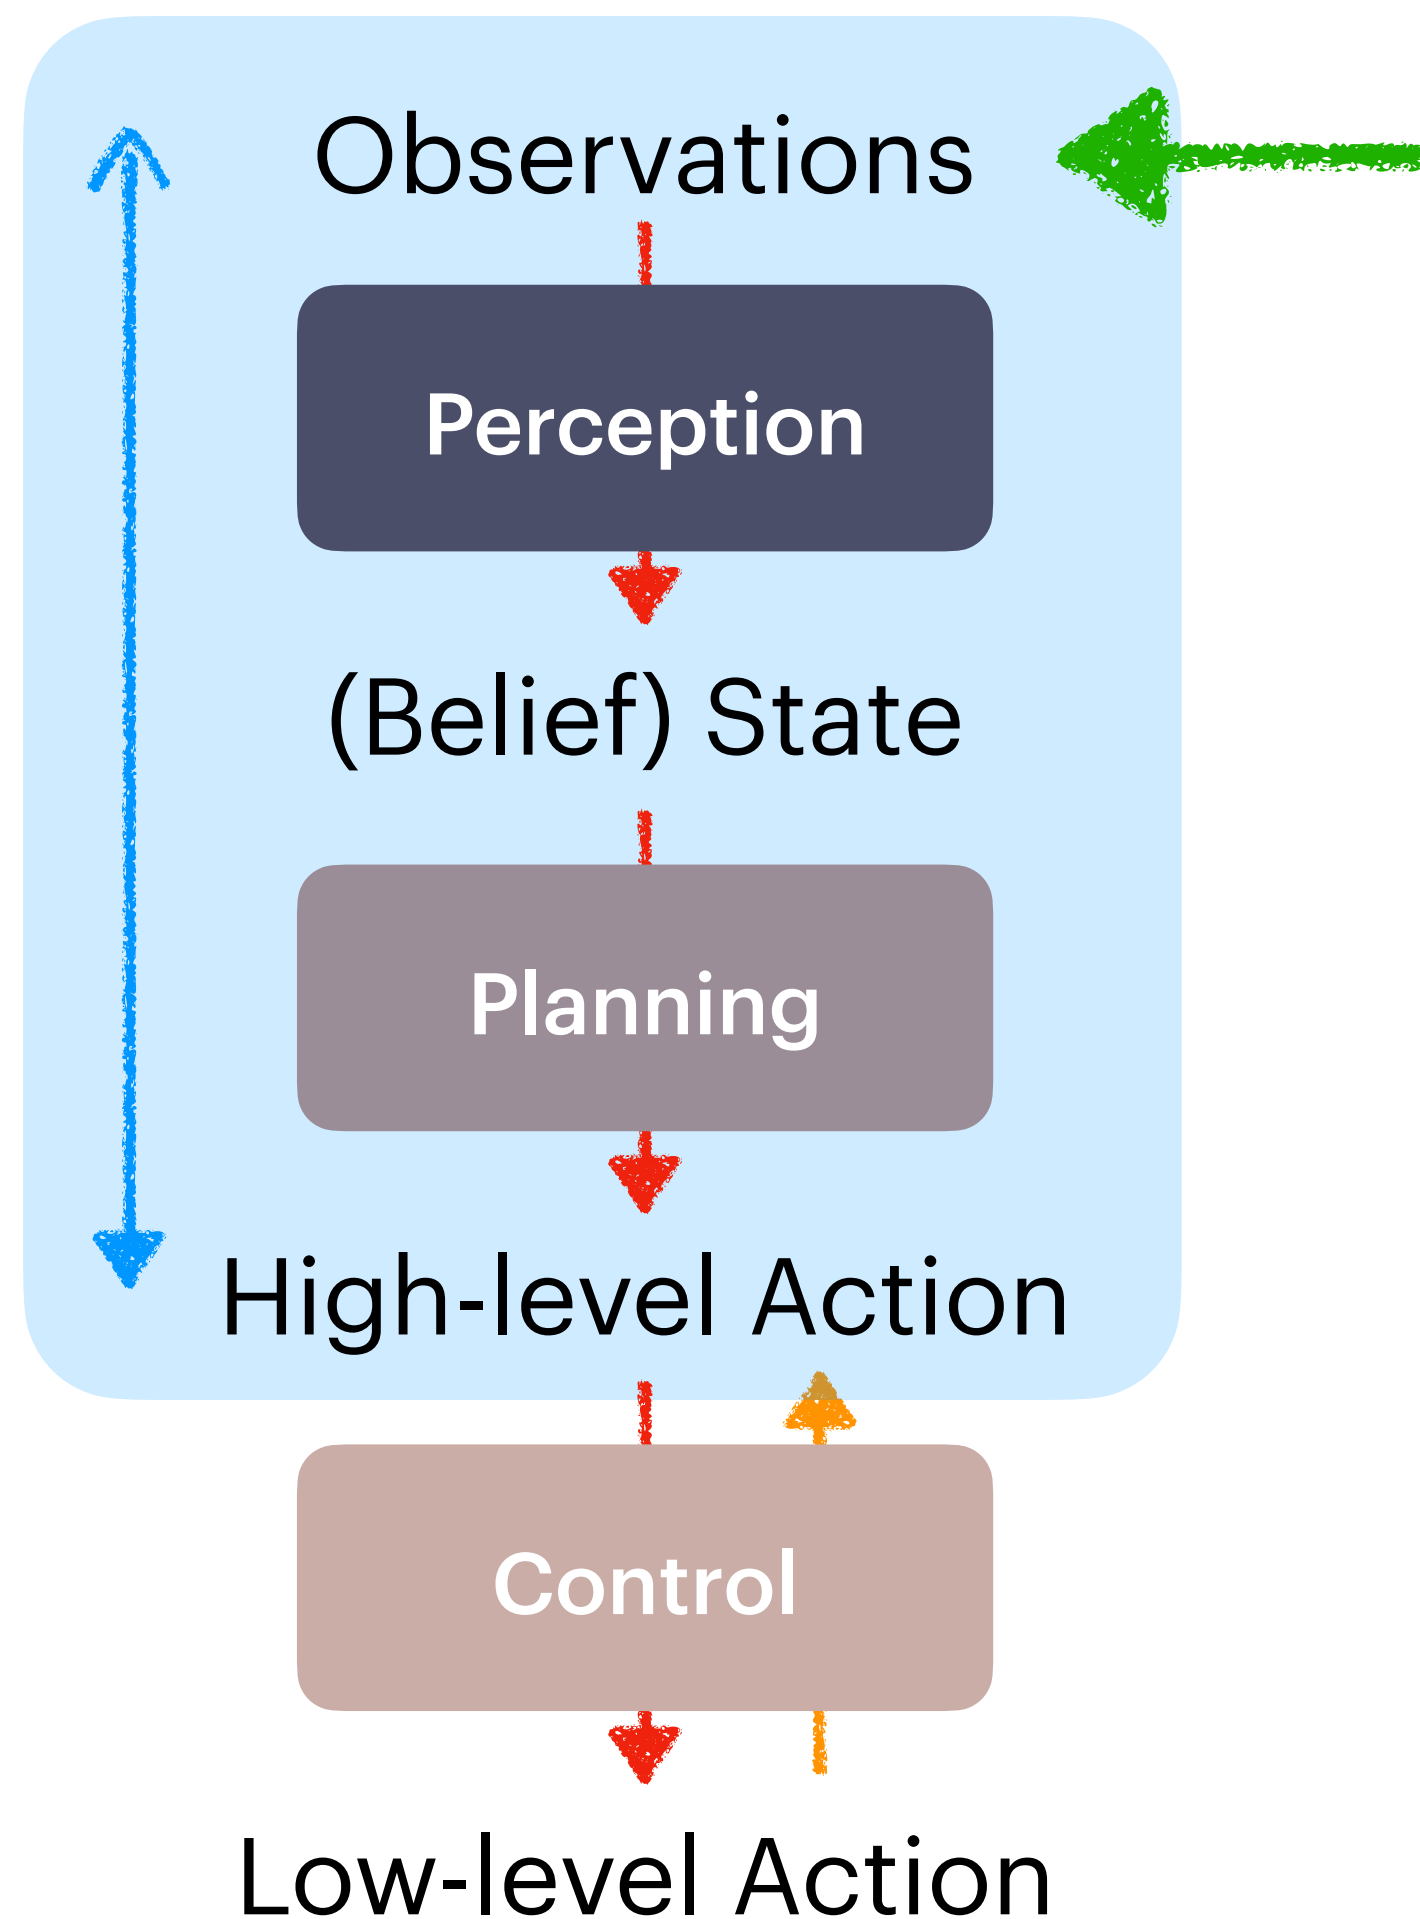 Observations
Perception
(Belief) State
Planning
High-level Action
Control
Low-level Action